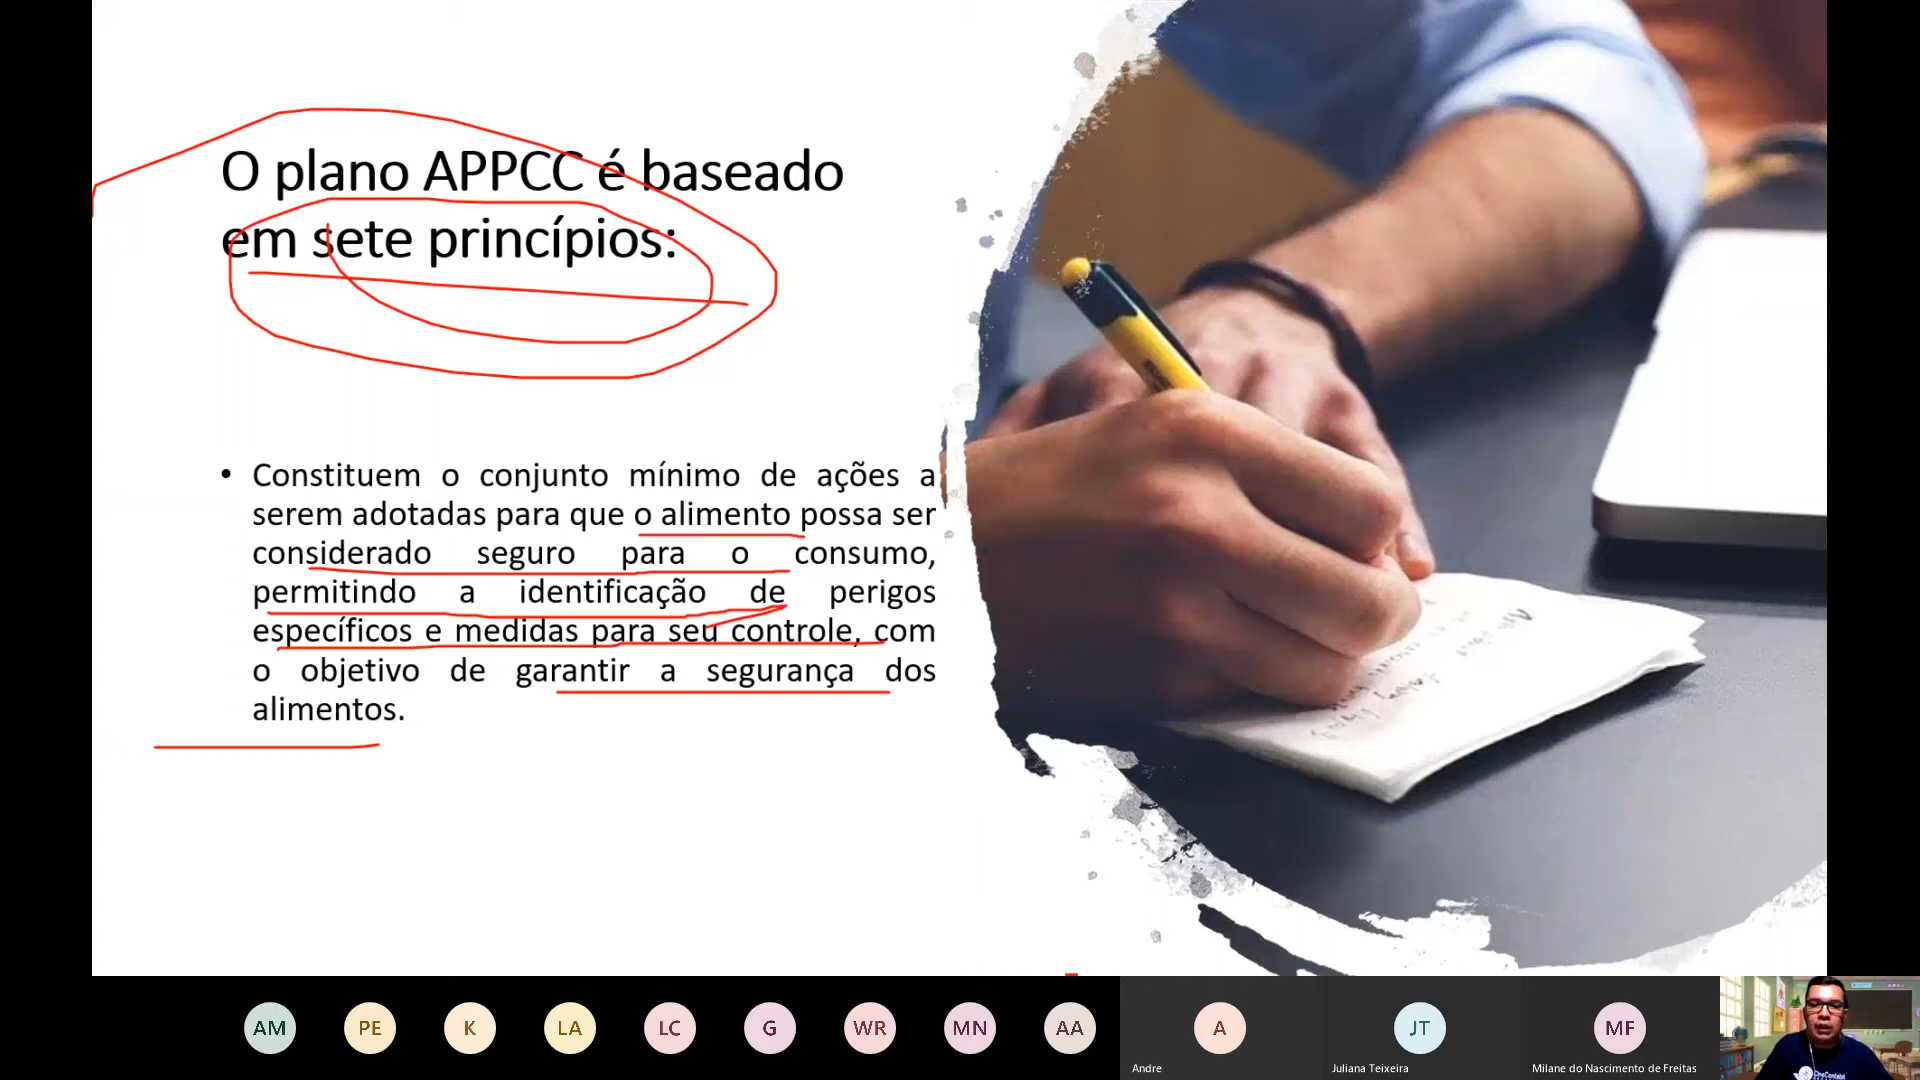 O plano APPCC é baseado
em sete princípios:
• Constituem o conjunto mínimo de ações a
serem adotadas para que o alimento possa ser
considerado seguro para o consumo,
permitindo a identificação de perigos
específicos e medidas para seu controle, com
o objetivo de garantir a segurança dos
alimentos.
AM PE K LA LC G WR MN AA A JT MF
Andre Juliana Teixeira Milane do Nascimento de Freitas